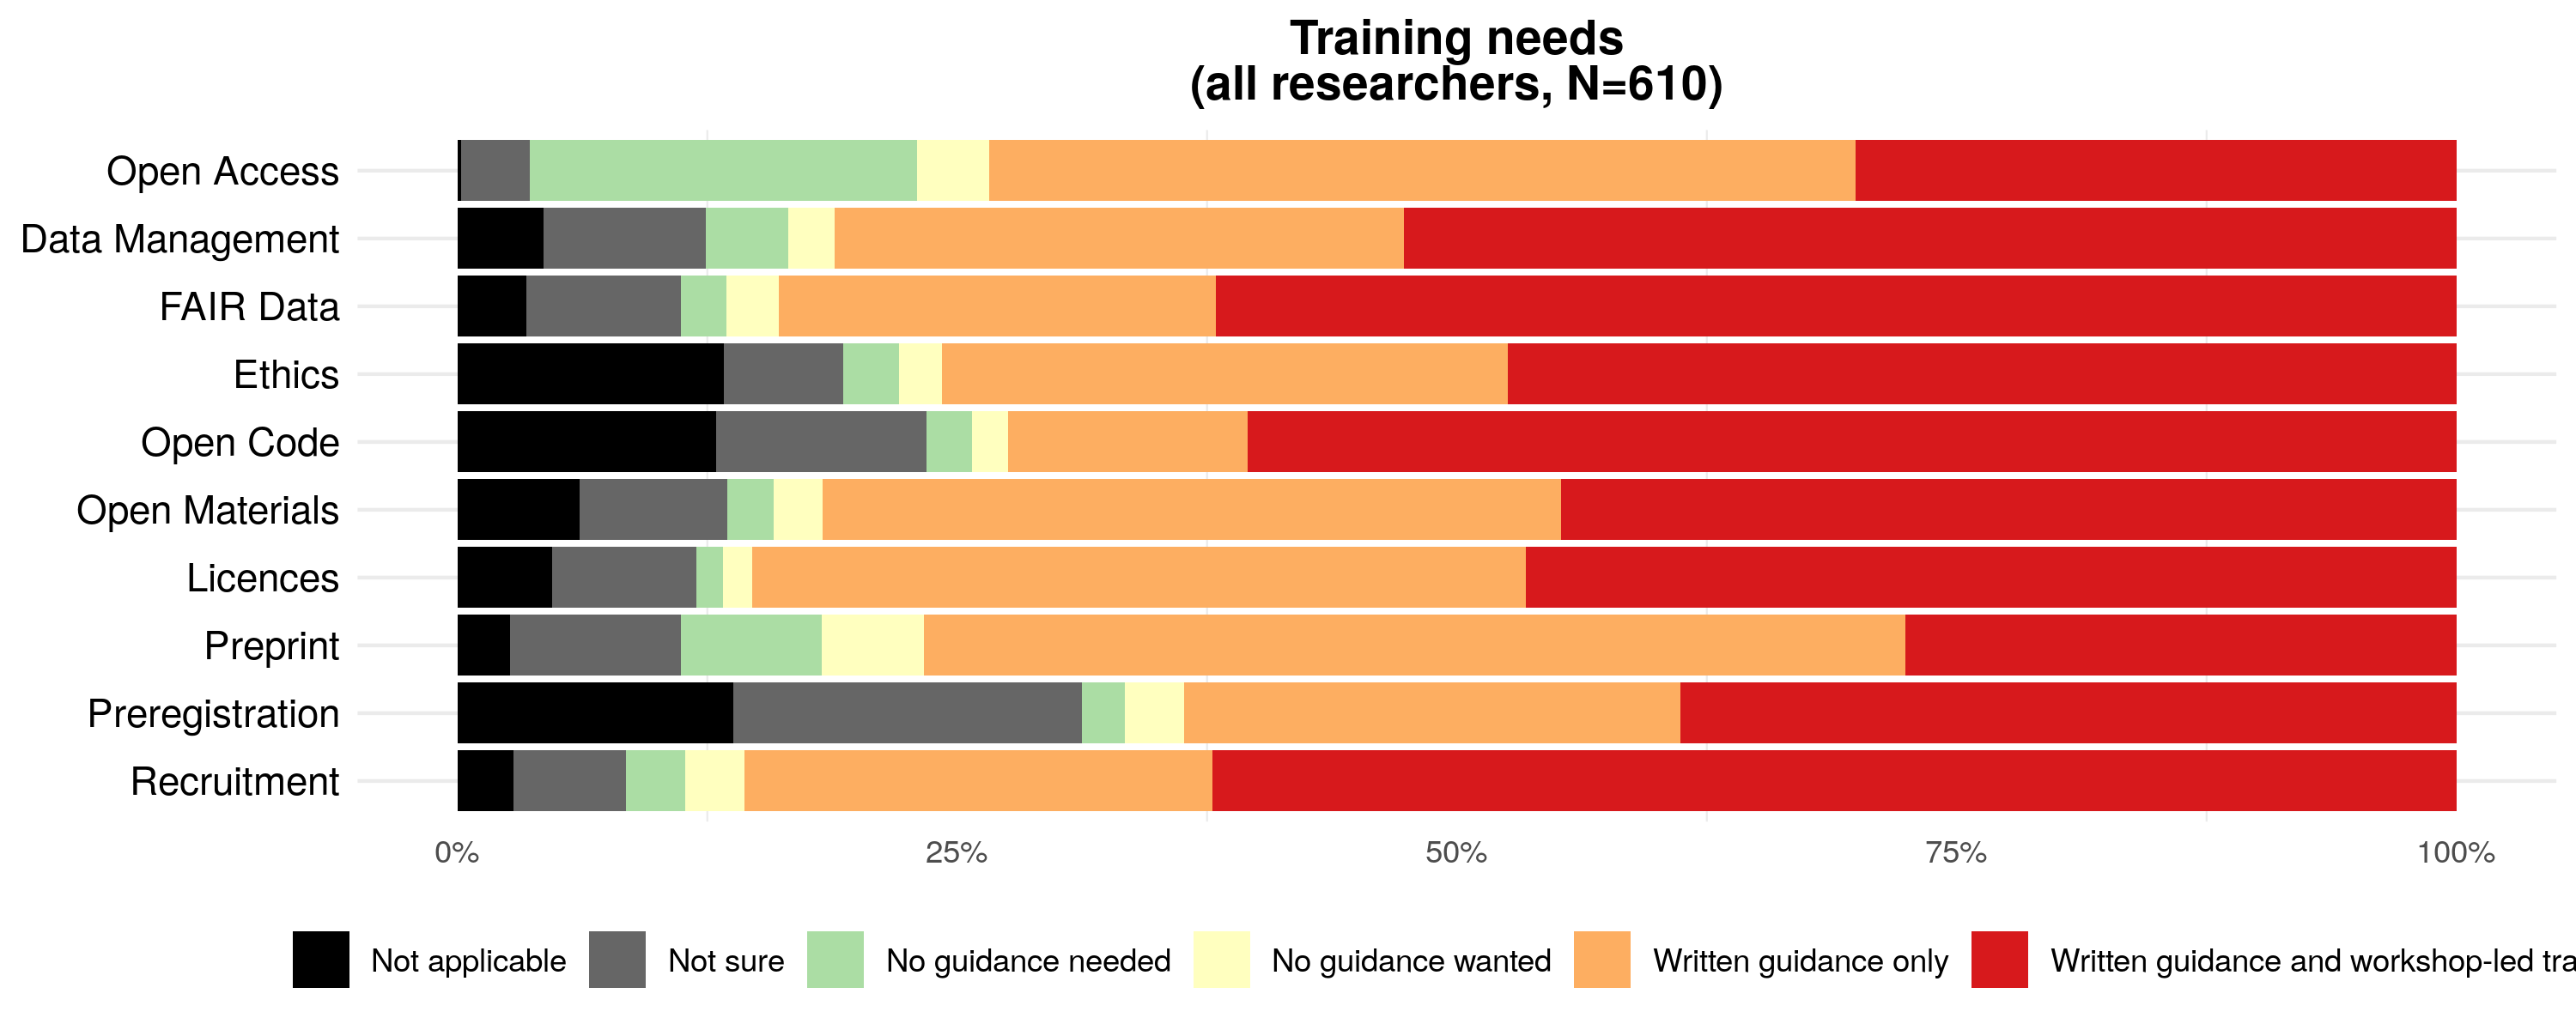 Training needs
(all researchers, N=610)
Open Access
Data Management
FAIR Data
Ethics
Open Code
Open Materials
Licences
Preprint
Preregistration
Recruitment
0% 25% 50% 75% 100%
Not applicable Not sure No guidance needed No guidance wanted Written guidance only Written guidance and workshop-led